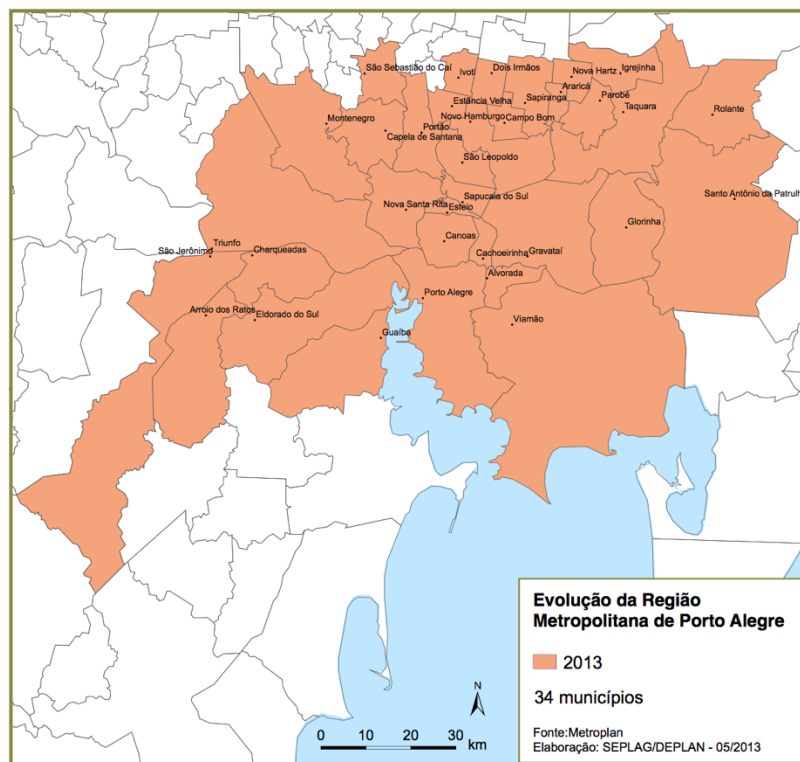 São Sebastião do Caí
Ivoti
Dois Irmãos
Nova Hartz
Igrejinha
Araricá
Estância Velha
Sapiranga
Parobé
Taquara
Rolante
Montenegro
Portão
Novo Hamburgo
Campo Bom
Capela de Santana
São Leopoldo
Santo Antônio da Patrulh
Nova Santa Rita
Sapucaia do Sul
Esteio
Glorinha
Canoas
São Jerônimo
Triunfo
Charqueadas
Cachoeirinha
Gravataí
Alvorada
Porto Alegre
Arroio dos Ratos
Eldorado do Sul
Viamão
Guaíba
Evolução da Região
Metropolitana de Porto Alegre
2013
34 municípios
Fonte:Metroplan
Elaboração: SEPLAG/DEPLAN - 05/2013
N
0 10 20 30
km